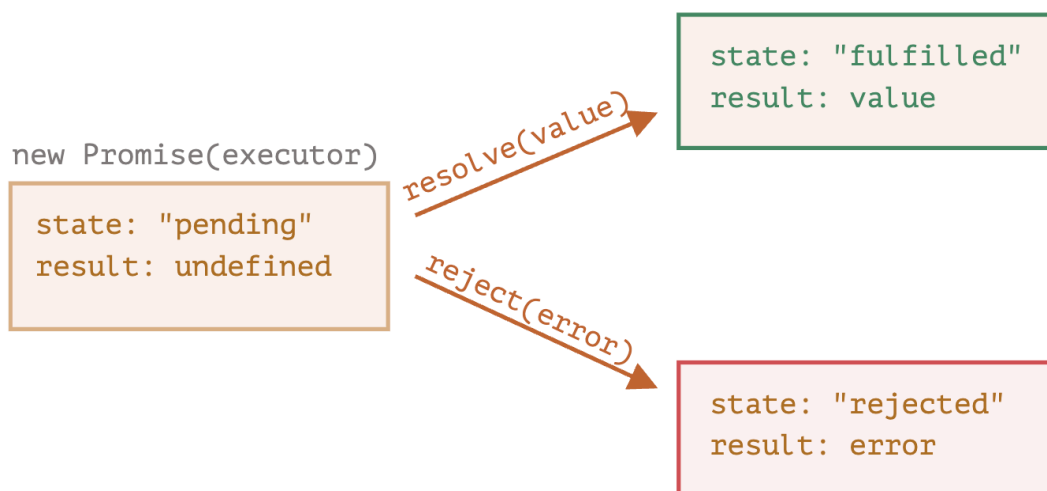 new Promise(executor)
state: "pending"
result: undefined
resolve(value)
reject(error)
state: "fulfilled"
result: value
state: "rejected"
result: error